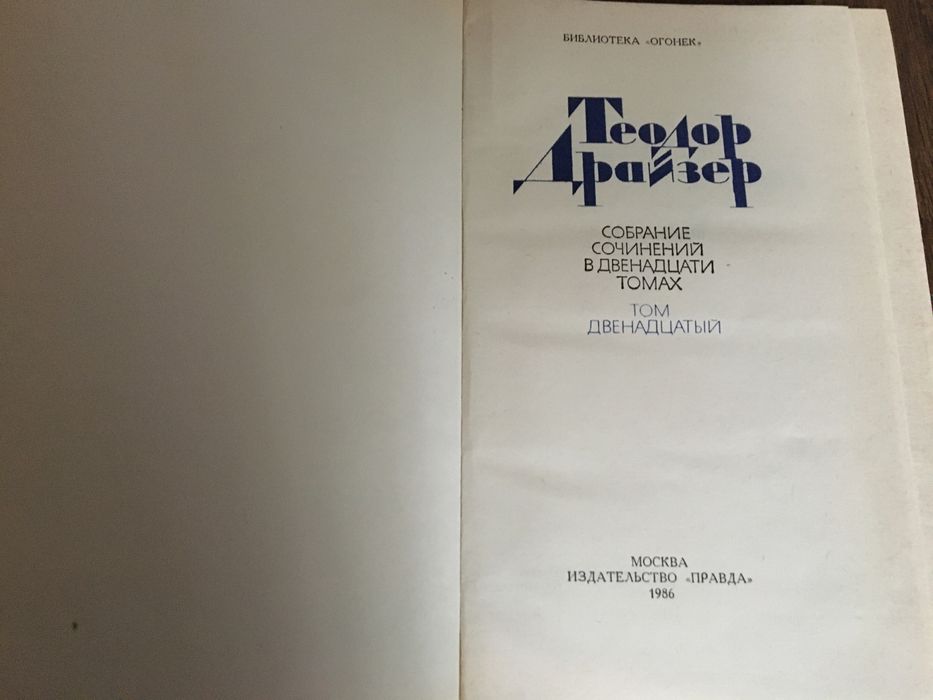 БИБЛИОТЕКА «ОГОНЕК»
Теодор
Драйзер
СОБРАНИЕ
СОЧИНЕНИЙ
В ДВЕНАДЦАТИ
ТОМАХ
ТОМ
ДВЕНАДЦАТЫЙ
МОСКВА
ИЗДАТЕЛЬСТВО «ПРАВДА»
1986